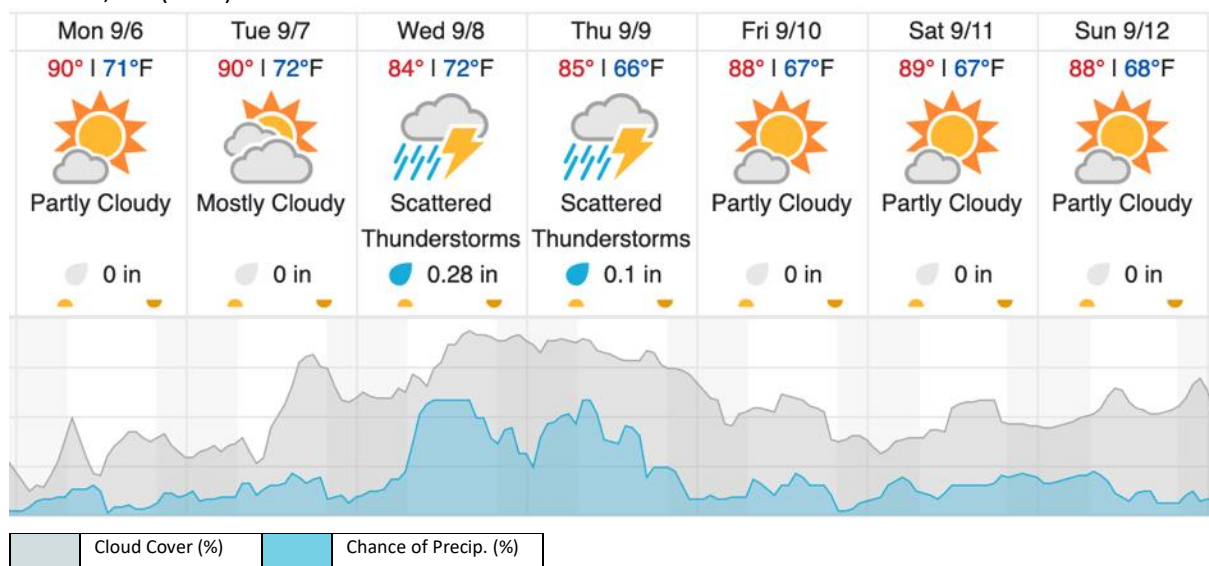 Mon 9/6 Tue 9/7 Wed 9/8 Thu 9/9 Fri 9/10 Sat 9/11 Sun 9/12
90° | 71°F 90° | 72°F 84° | 72°F 85° | 66°F 88° | 67°F 89° | 67°F 88° | 68°F
Partly Cloudy Mostly Cloudy Scattered Scattered Partly Cloudy Partly Cloudy Partly Cloudy
Thunderstorms Thunderstorms
0 in 0 in 0.28 in 0.1 in 0 in 0 in 0 in
Cloud Cover (%) Chance of Precip. (%)